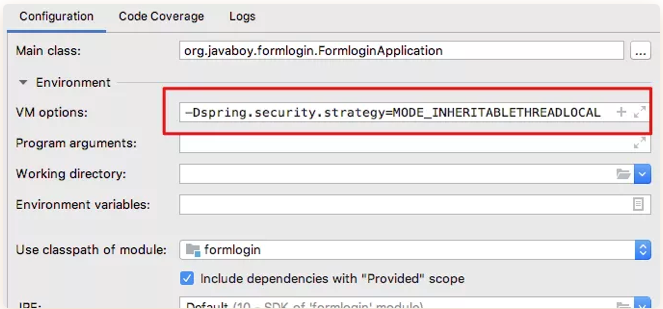 Configuration Code Coverage Logs
Main class: org.javaboy.formlogin.FormloginApplication ...
Environment
VM options: -Dspring.security.strategy=MODE_INHERITABLETHREADLOCAL
Program arguments:
Working directory:
Environment variables:
Use classpath of module: formlogin
Include dependencies with "Provided" scope
JRE: Default (10 - SDK of 'formlogin' module)